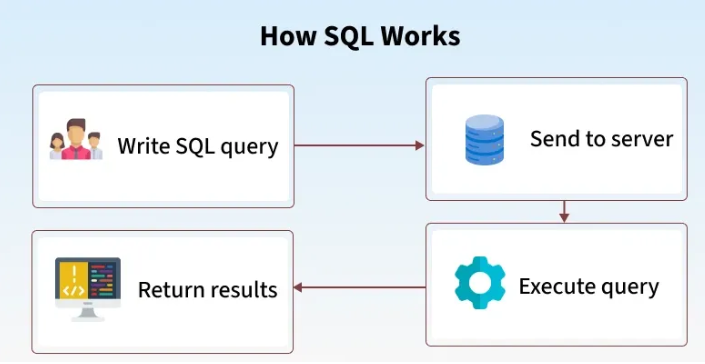 How SQL Works
Write SQL query
Send to server
Execute query
Return results